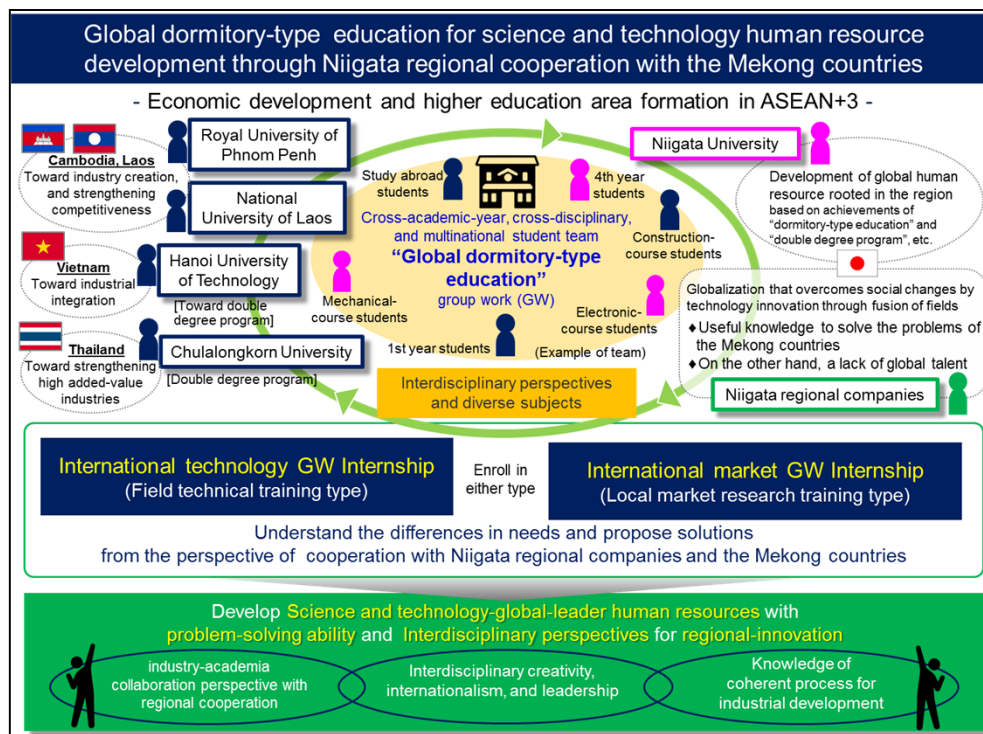 Global dormitory-type education for science and technology human resource
development through Niigata regional cooperation with the Mekong countries
- Economic development and higher education area formation in ASEAN+3 -
Cambodia, Laos
Toward industry creation,
and strengthening
competitiveness
Royal University of
Phnom Penh
National
University of Laos
Vietnam
Toward industrial
integration
Hanoi University
of Technology
[Toward double
degree program]
Thailand
Toward strengthening
high added-value
industries
Chulalongkorn University
[Double degree program]
Study abroad
students
4th year
students
Cross-academic-year, cross-disciplinary,
and multinational student team
“Global dormitory-type
education”
group work (GW)
Construction-
course students
Mechanical-
course students
Electronic-
course students
1st year students
(Example of team)
Interdisciplinary perspectives
and diverse subjects
Niigata University
Development of global human
resource rooted in the region
based on achievements of
“dormitory-type education” and
“double degree program”, etc.
Globalization that overcomes social changes by
technology innovation through fusion of fields
♦Useful knowledge to solve the problems of
the Mekong countries
♦On the other hand, a lack of global talent
Niigata regional companies
International technology GW Internship
(Field technical training type)
Enroll in
either type
International market GW Internship
(Local market research training type)
Understand the differences in needs and propose solutions
from the perspective of cooperation with Niigata regional companies and the Mekong countries
Develop Science and technology-global-leader human resources with
problem-solving ability and Interdisciplinary perspectives for regional-innovation
industry-academia
collaboration perspective with
regional cooperation
Interdisciplinary creativity,
internationalism, and leadership
Knowledge of
coherent process for
industrial development